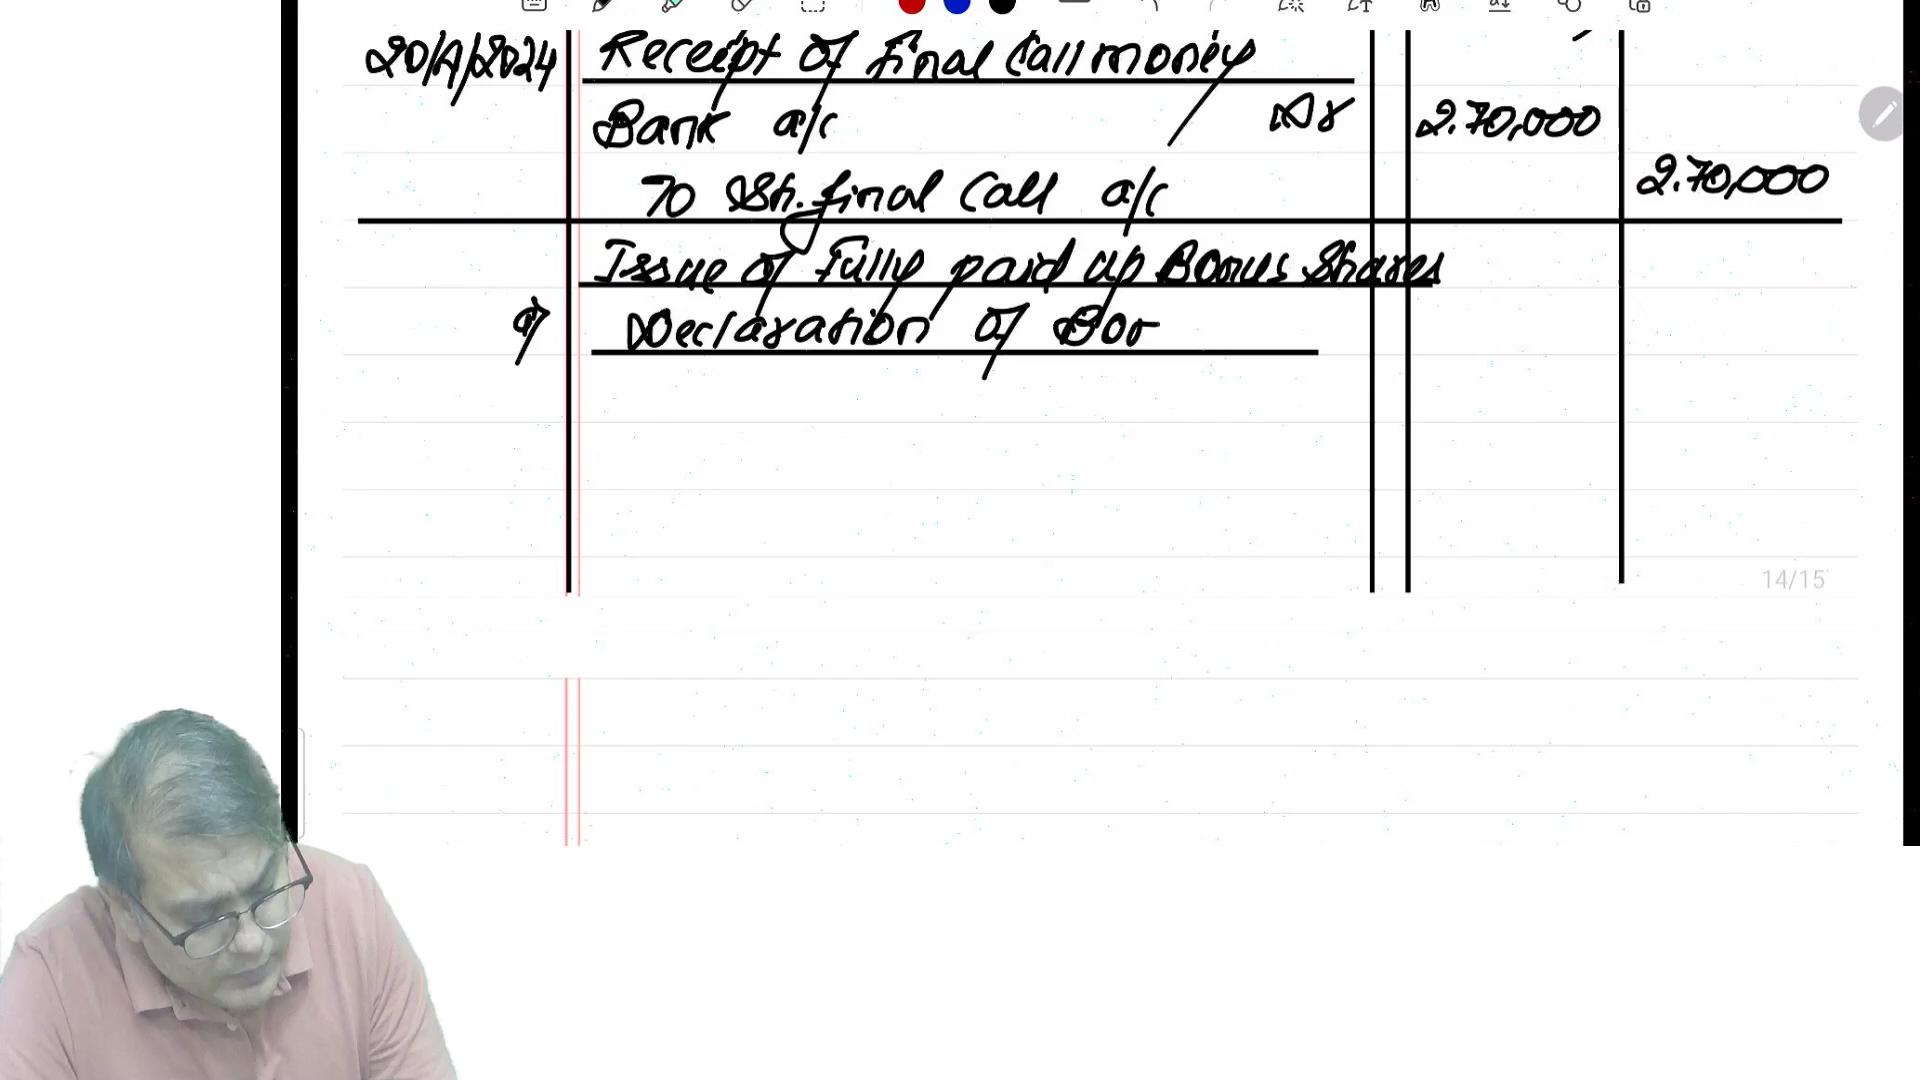 20/4/2024 Receipt of final call money
Bank a/c Dr 2,70,000
To Sh. final call a/c 2,70,000
Issue of fully paid up Bonus Shares
a) Declaration of Bon
14/15